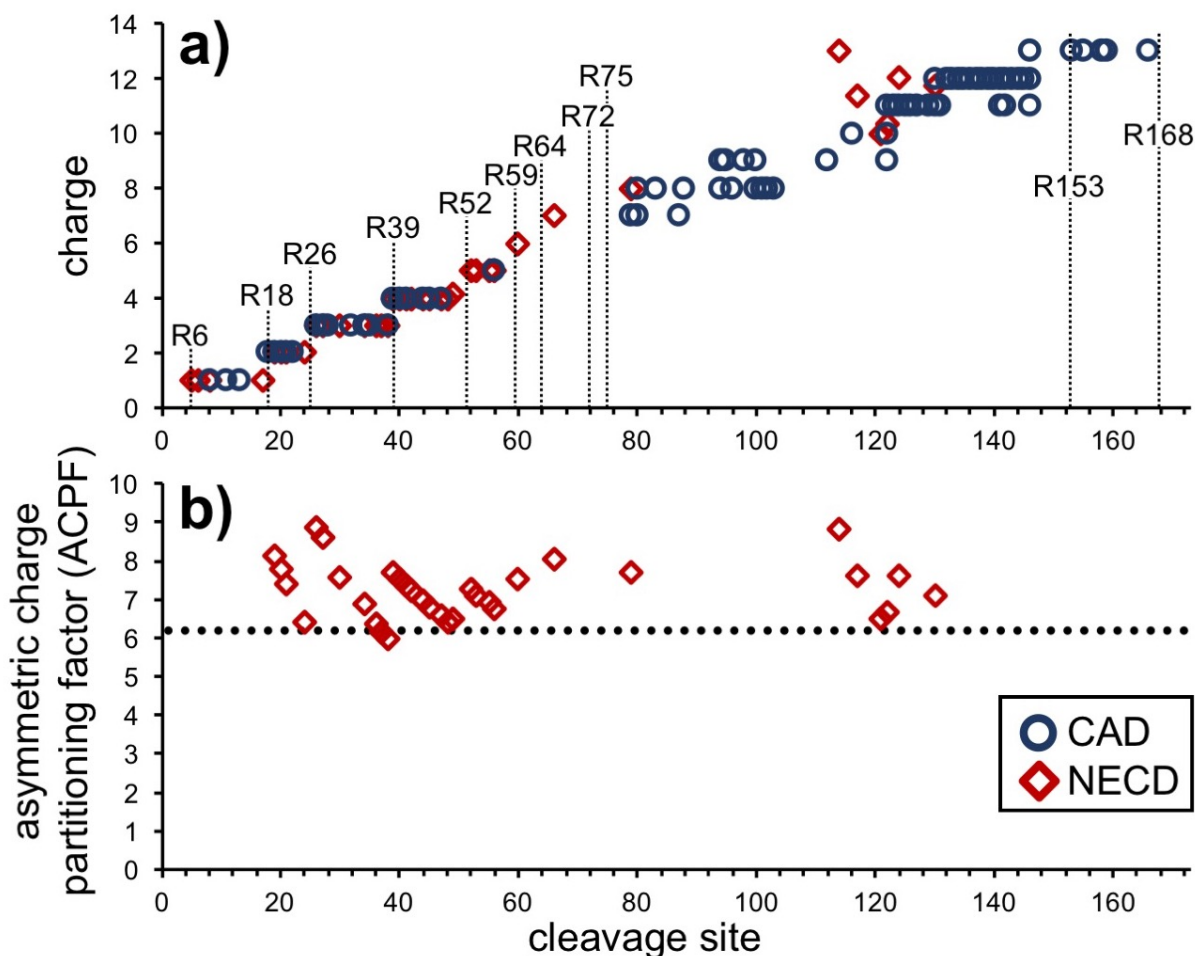 a)
charge
14
12
10
8
6
4
2
0
R6
R18
R26
R39
R52
R59
R64
R72
R75
R153
R168
0 20 40 60 80 100 120 140 160
b)
asymmetric charge
partitioning factor (ACPF)
10
9
8
7
6
5
4
3
2
1
0
CAD
NECD
0 20 40 60 80 100 120 140 160
cleavage site